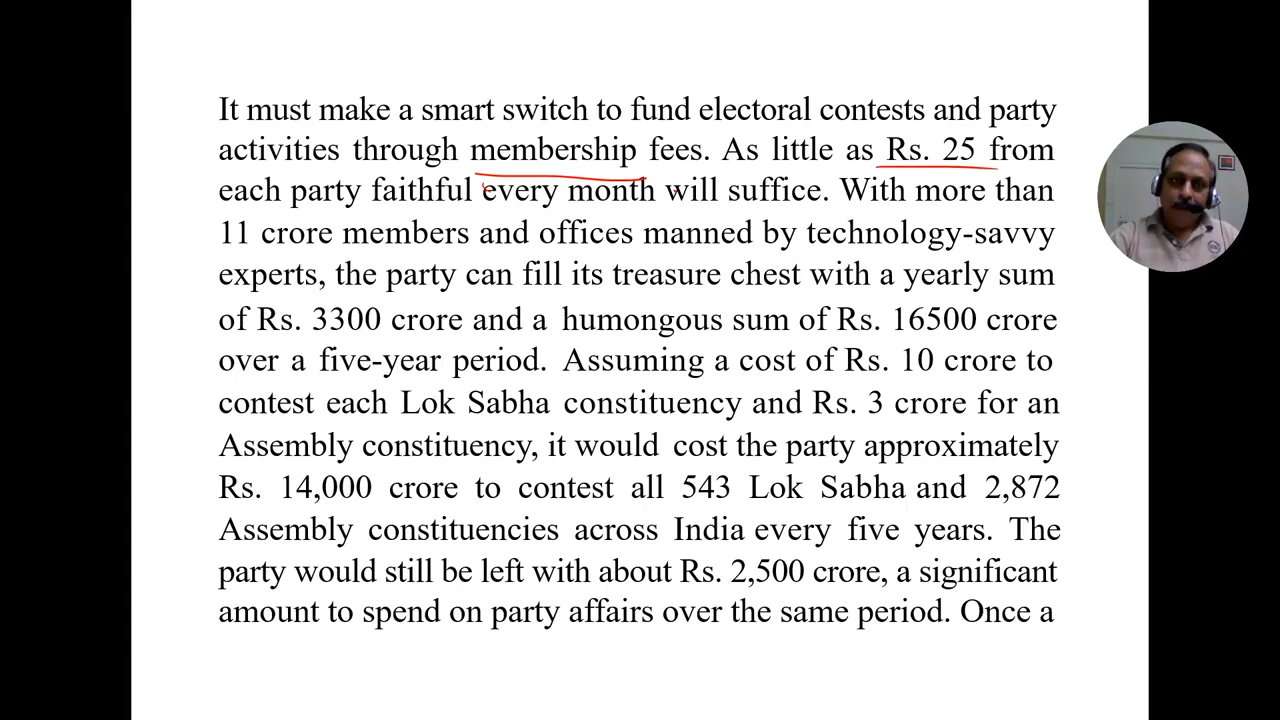 It must make a smart switch to fund electoral contests and party
activities through membership fees. As little as Rs. 25 from
each party faithful every month will suffice. With more than
11 crore members and offices manned by technology-savvy
experts, the party can fill its treasure chest with a yearly sum
of Rs. 3300 crore and a humongous sum of Rs. 16500 crore
over a five-year period. Assuming a cost of Rs. 10 crore to
contest each Lok Sabha constituency and Rs. 3 crore for an
Assembly constituency, it would cost the party approximately
Rs. 14,000 crore to contest all 543 Lok Sabha and 2,872
Assembly constituencies across India every five years. The
party would still be left with about Rs. 2,500 crore, a significant
amount to spend on party affairs over the same period. Once a